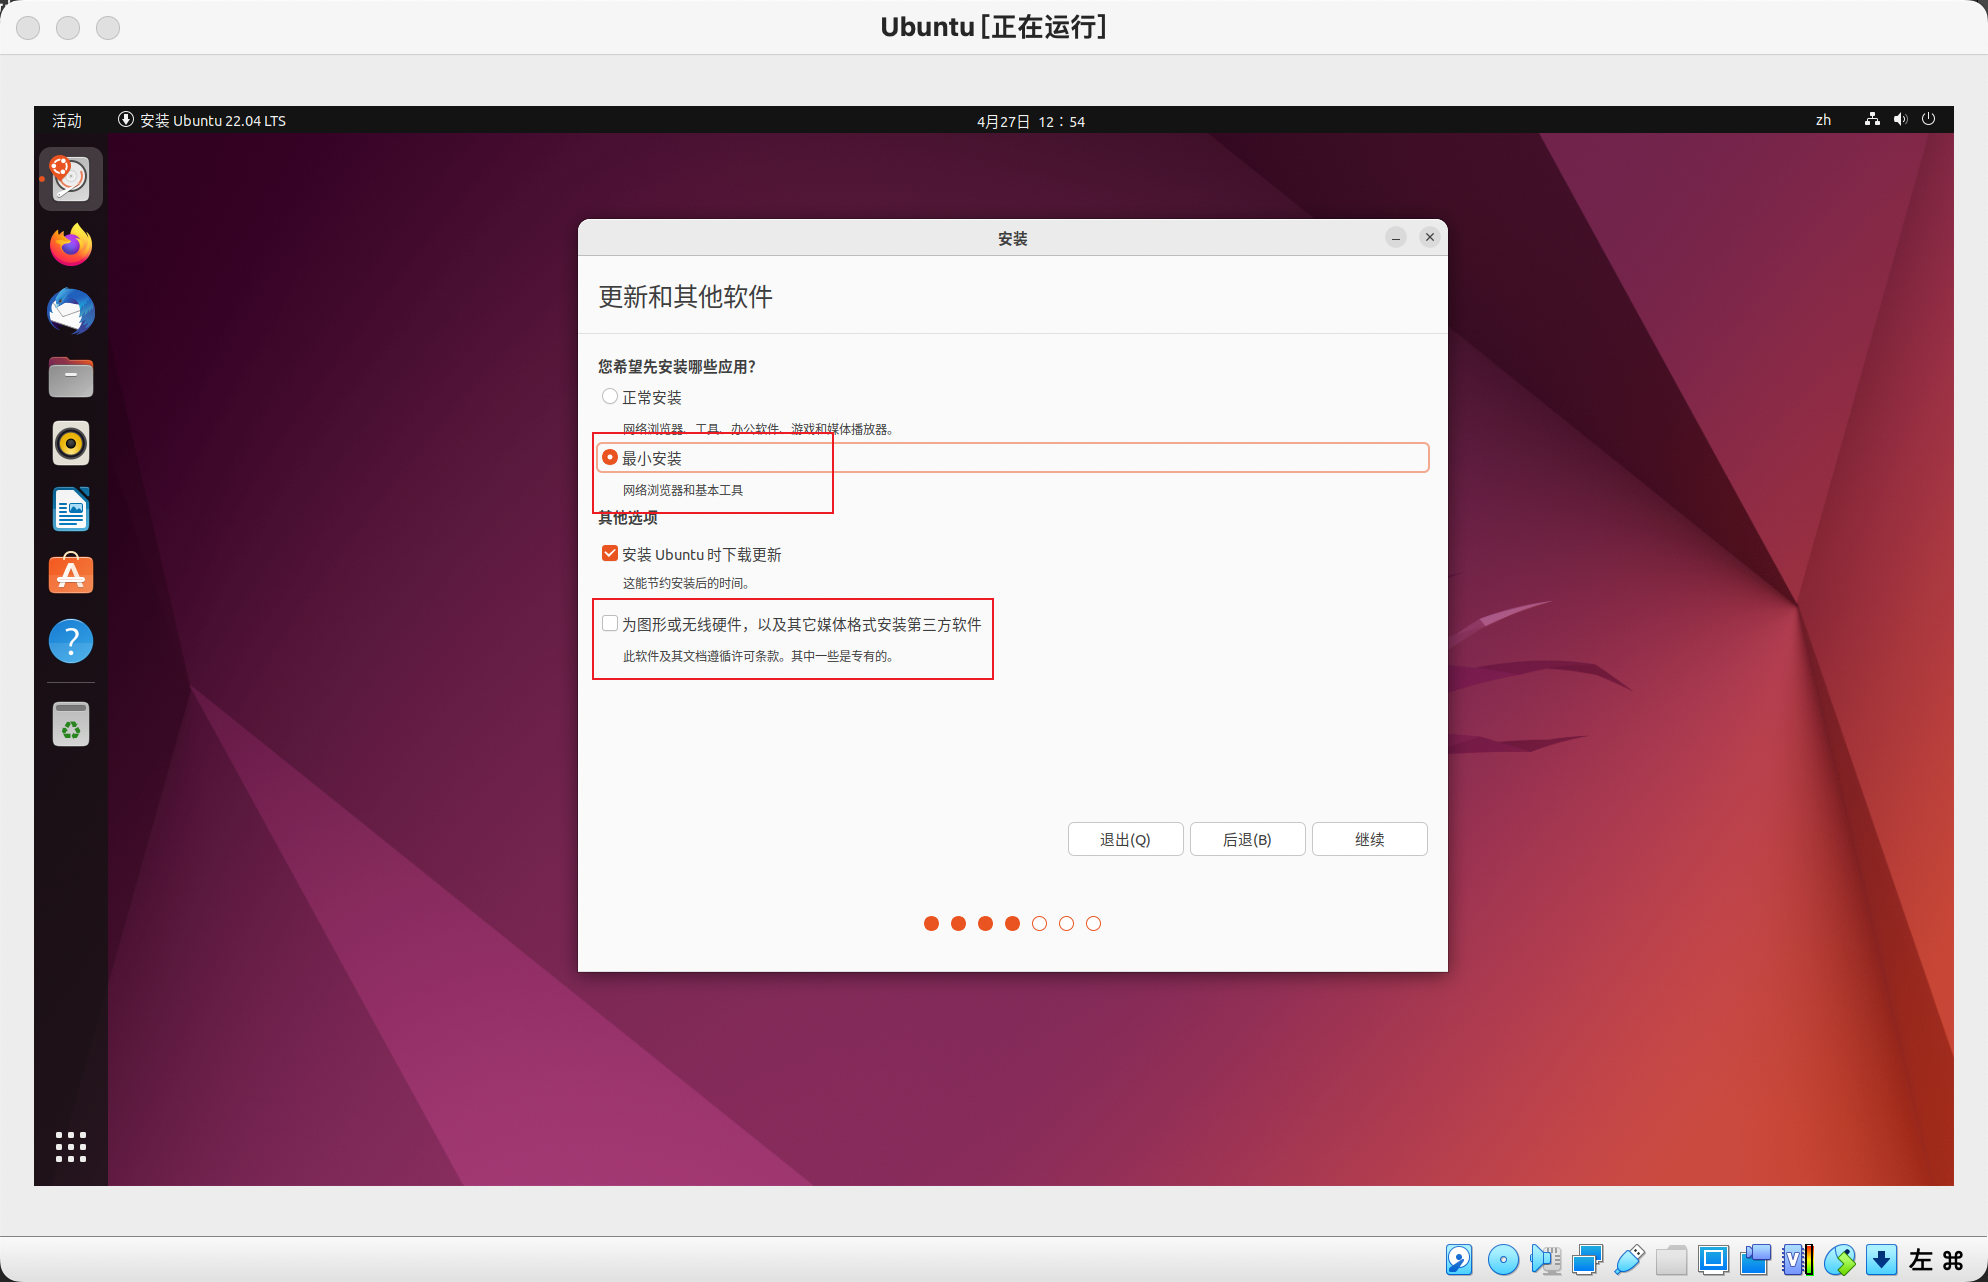 Ubuntu [正在运行]
活动
安装 Ubuntu 22.04 LTS
4月27日 12：54
zh
安装
更新和其他软件
您希望先安装哪些应用？
正常安装
网络浏览器、工具、办公软件、游戏和媒体播放器。
最小安装
网络浏览器和基本工具
其他选项
安装 Ubuntu 时下载更新
这能节约安装后的时间。
为图形或无线硬件，以及其它媒体格式安装第三方软件
此软件及其文档遵循许可条款。其中一些是专有的。
退出(Q)
后退(B)
继续
左 ⌘